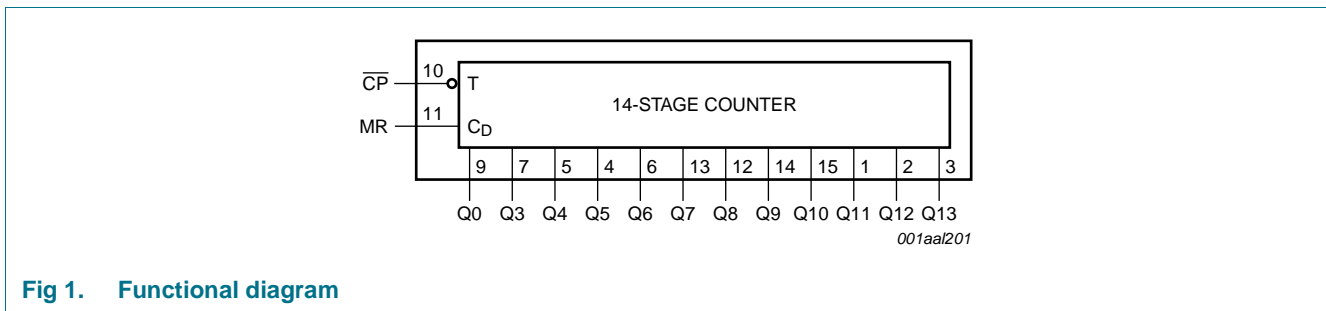 10
C̅P̅
T
14-STAGE COUNTER
11
MR
CD
9 7 5 4 6 13 12 14 15 1 2 3
Q0 Q3 Q4 Q5 Q6 Q7 Q8 Q9 Q10 Q11 Q12 Q13
001aal201
Fig 1. Functional diagram